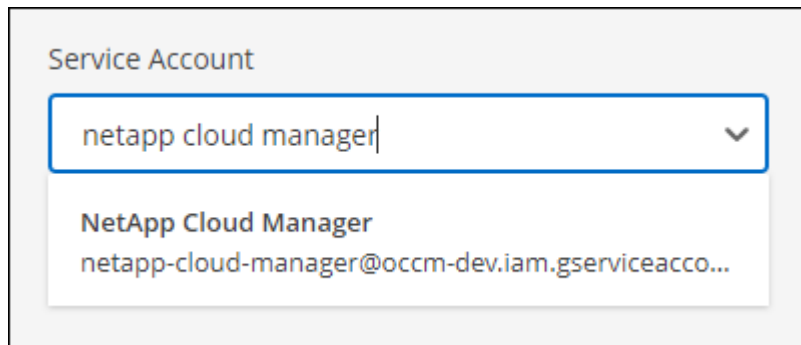 Service Account
netapp cloud manager
NetApp Cloud Manager
netapp-cloud-manager@occm-dev.iam.gserviceacco...